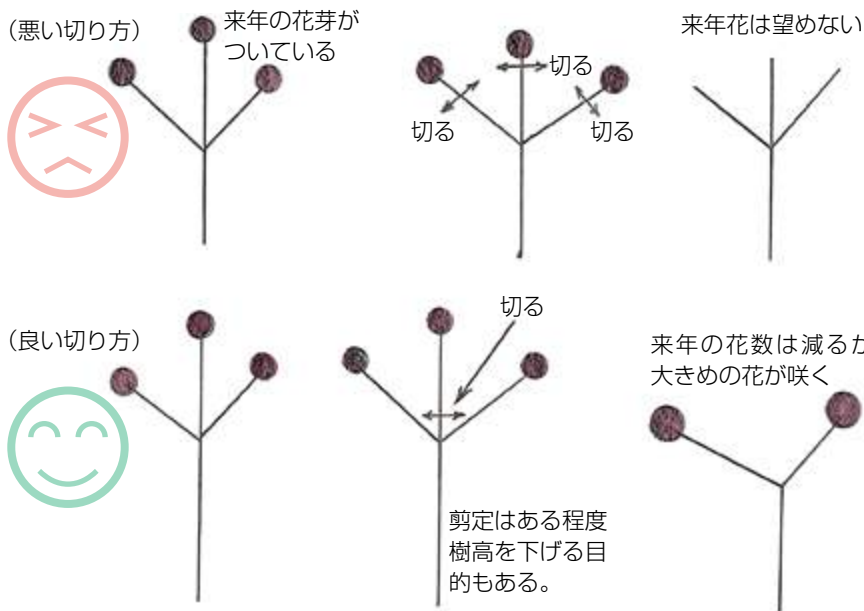 （悪い切り方）
来年の花芽が
ついている
切る
切る
切る
来年花は望めない
（良い切り方）
切る
剪定はある程度
樹高を下げる目
的もある。
来年の花数は減るが
大きめの花が咲く